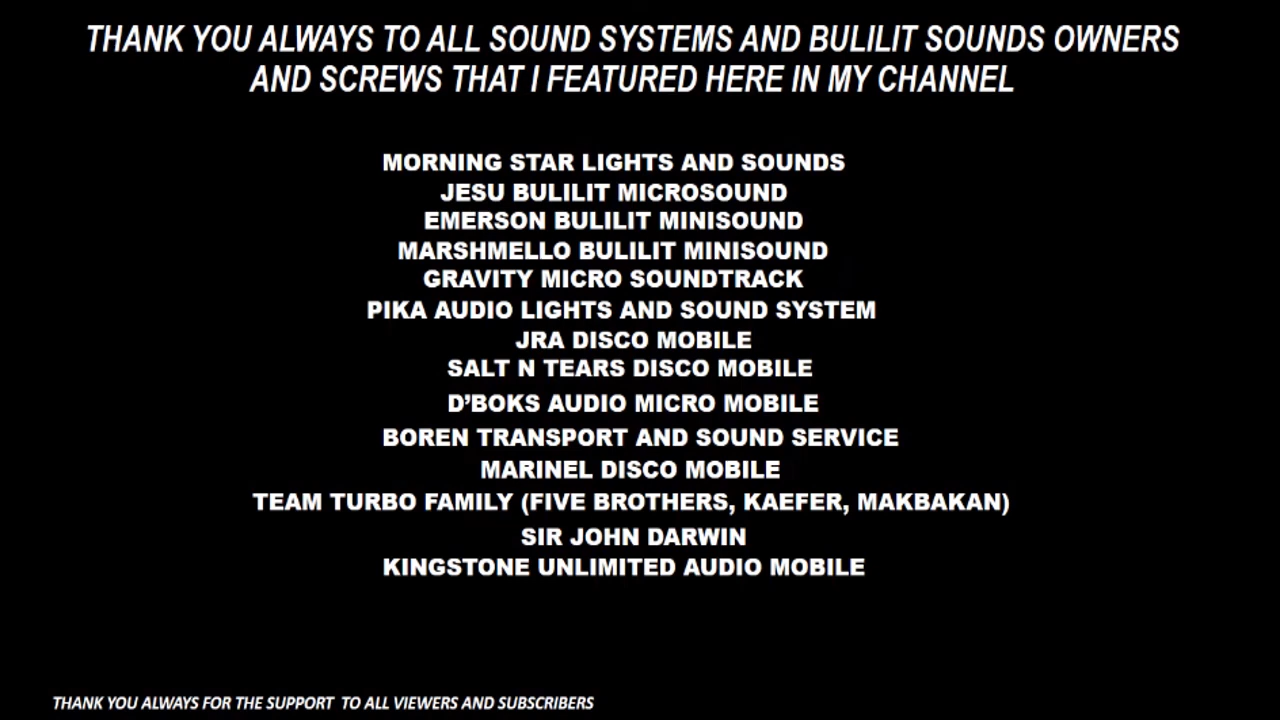 THANK YOU ALWAYS TO ALL SOUND SYSTEMS AND BULILIT SOUNDS OWNERS
AND SCREWS THAT I FEATURED HERE IN MY CHANNEL
MORNING STAR LIGHTS AND SOUNDS
JESU BULILIT MICROSOUND
EMERSON BULILIT MINISOUND
MARSHMELLO BULILIT MINISOUND
GRAVITY MICRO SOUNDTRACK
PIKA AUDIO LIGHTS AND SOUND SYSTEM
JRA DISCO MOBILE
SALT N TEARS DISCO MOBILE
D’BOKS AUDIO MICRO MOBILE
BOREN TRANSPORT AND SOUND SERVICE
MARINEL DISCO MOBILE
TEAM TURBO FAMILY (FIVE BROTHERS, KAEFER, MAKBAKAN)
SIR JOHN DARWIN
KINGSTONE UNLIMITED AUDIO MOBILE
THANK YOU ALWAYS FOR THE SUPPORT  TO ALL VIEWERS AND SUBSCRIBERS